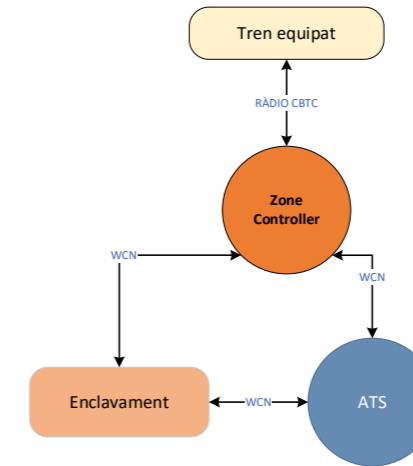 Tren equipat
RÀDIO CBTC
Zone
Controller
WCN
WCN
Enclavament
WCN
ATS